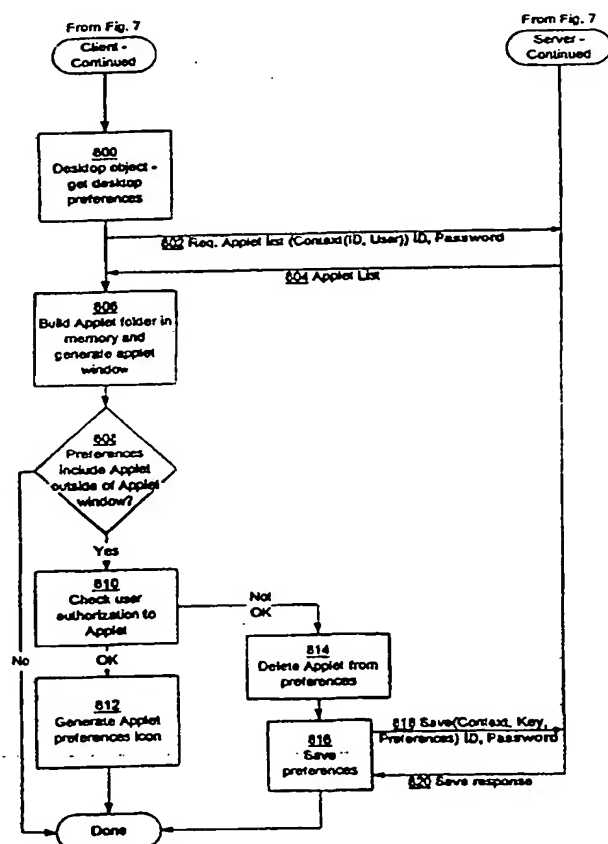 From Fig. 7
Client -
Continued
From Fig. 7
Server -
Continued
800
Desktop object -
get desktop
preferences
802 Req. Applet list (Context(ID, User)) ID, Password
804 Applet List
806
Build Applet folder in
memory and
generate applet
window
808
Preferences
include Applet
outside of Applet
window?
Yes
No
810
Check user
authorization to
Applet
Not
OK
OK
814
Delete Applet from
preferences
812
Generate Applet
preferences icon
816
Save
preferences
818 Save(Context, Key,
Preferences) ID, Password
820 Save response
Done